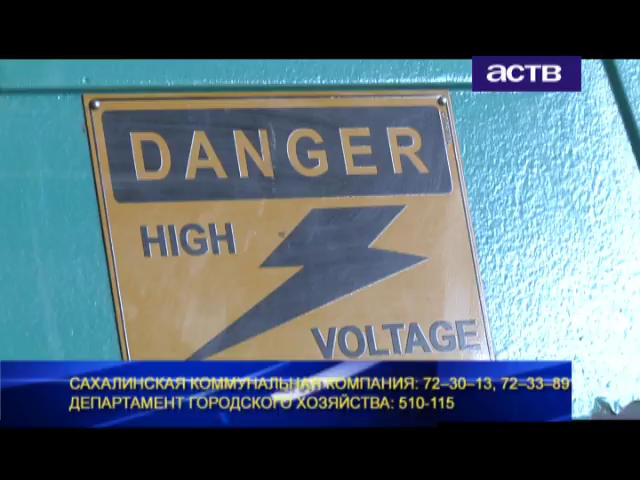 АСТВ
DANGER
HIGH
VOLTAGE
САХАЛИНСКАЯ КОММУНАЛЬНАЯ КОМПАНИЯ: 72–30–13, 72–33–89
ДЕПАРТАМЕНТ ГОРОДСКОГО ХОЗЯЙСТВА: 510-115